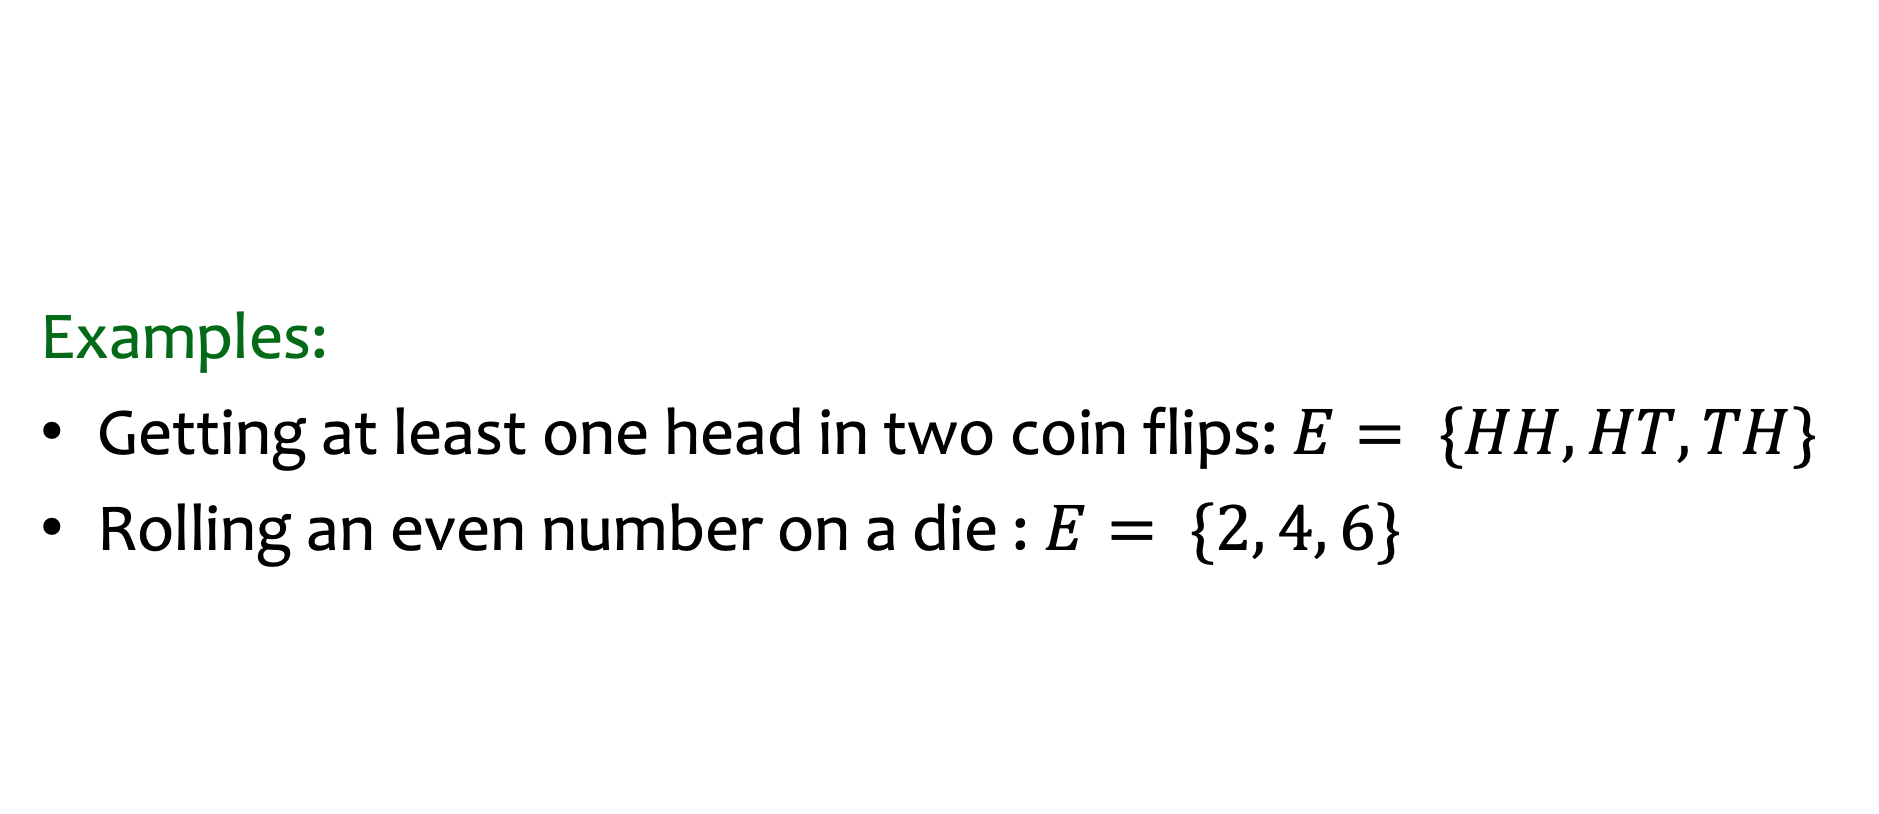 Examples:
• Getting at least one head in two coin flips: E = {HH, HT, TH}
• Rolling an even number on a die : E = {2, 4, 6}